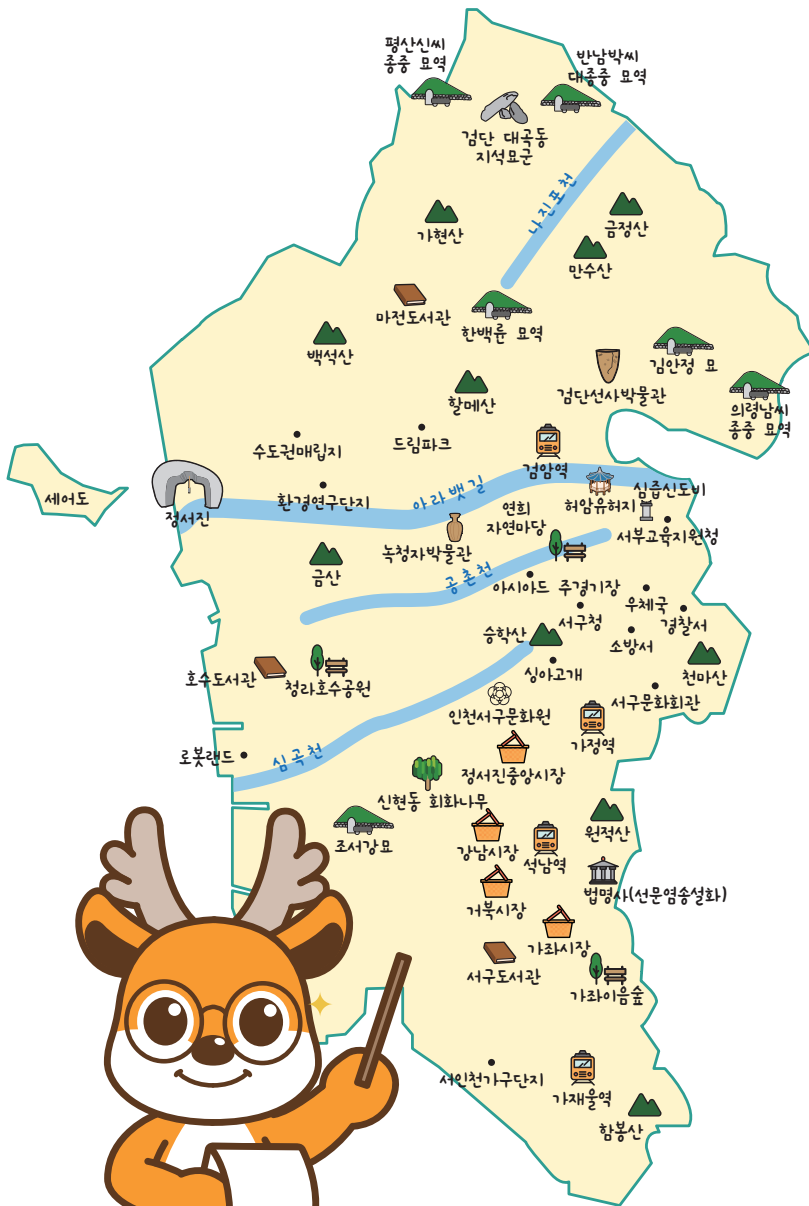 평산신씨
종중 묘역
반남박씨
대종중 묘역
검단 대곡동
지석묘군
나진포천
가현산
금정산
만수산
마전도서관
한백륜 묘역
백석산
김안정 묘
할메산
검단선사박물관
의령남씨
종중 묘역
수도권매립지
드림파크
검암역
세어도
정서진
환경연구단지
아라뱃길
연희
자연마당
허암유허지
심즙신도비
녹청자박물관
서부교육지원청
금산
공촌천
아시아드 주경기장
우체국
서구청
경찰서
승학산
소방서
싱아고개
천마산
호수도서관
청라호수공원
서구문화회관
인천서구문화원
가정역
로봇랜드
심곡천
정서진중앙시장
신현동 회화나무
조서강묘
강남시장
석남역
원적산
거북시장
법명사(선문염송설화)
가좌시장
서구도서관
가좌이음숲
서인천가구단지
가재울역
함봉산